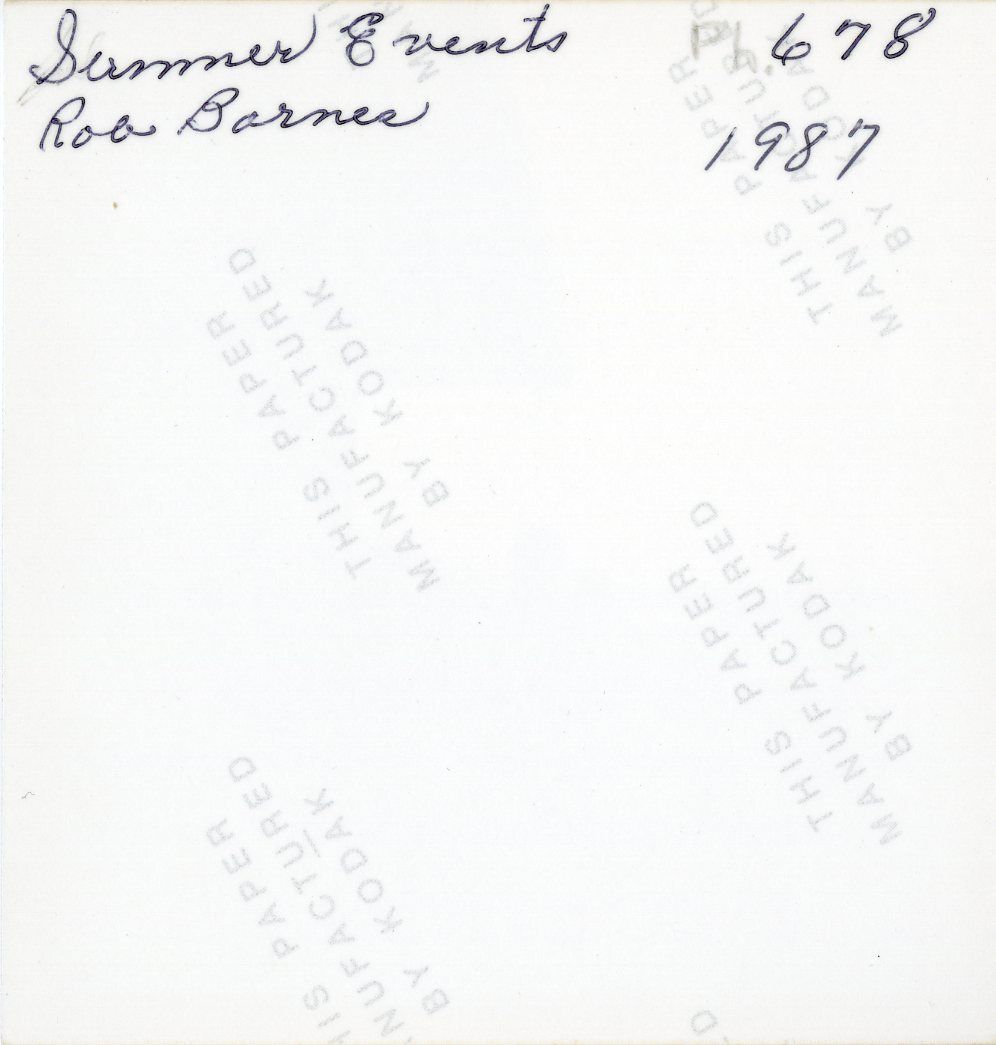 Summer Events 678
Rob Barnes 1987
THIS PAPER
MANUFACTURED
BY KODAK
THIS PAPER
MANUFACTURED
BY KODAK
THIS PAPER
MANUFACTURED
BY KODAK
THIS PAPER
MANUFACTURED
BY KODAK